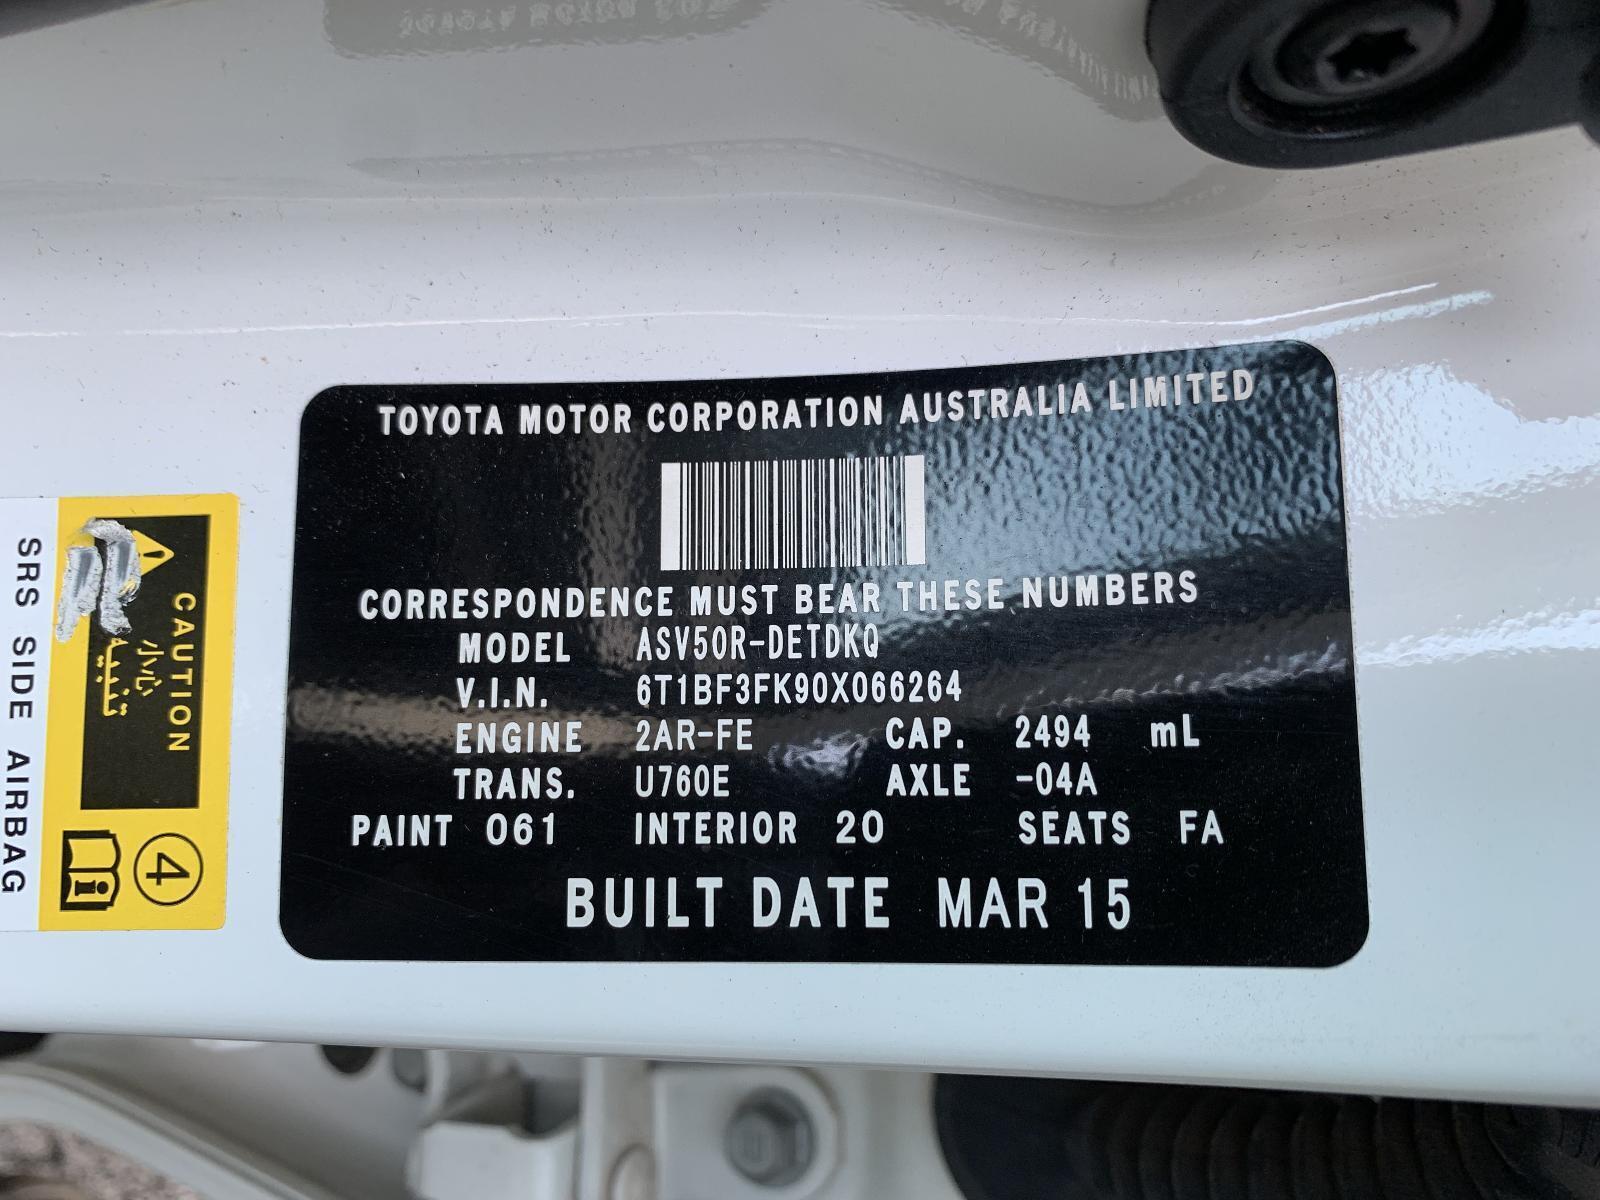 TOYOTA MOTOR CORPORATION AUSTRALIA LIMITED
CORRESPONDENCE MUST BEAR THESE NUMBERS
MODEL ASV50R-DETDKQ
V.I.N. 6T1BF3FK90X066264
ENGINE 2AR-FE CAP. 2494 mL
TRANS. U760E AXLE -04A
PAINT 061 INTERIOR 20 SEATS FA
BUILT DATE MAR 15
CAUTION
تنبيه
4
SRS SIDE AIRBAG